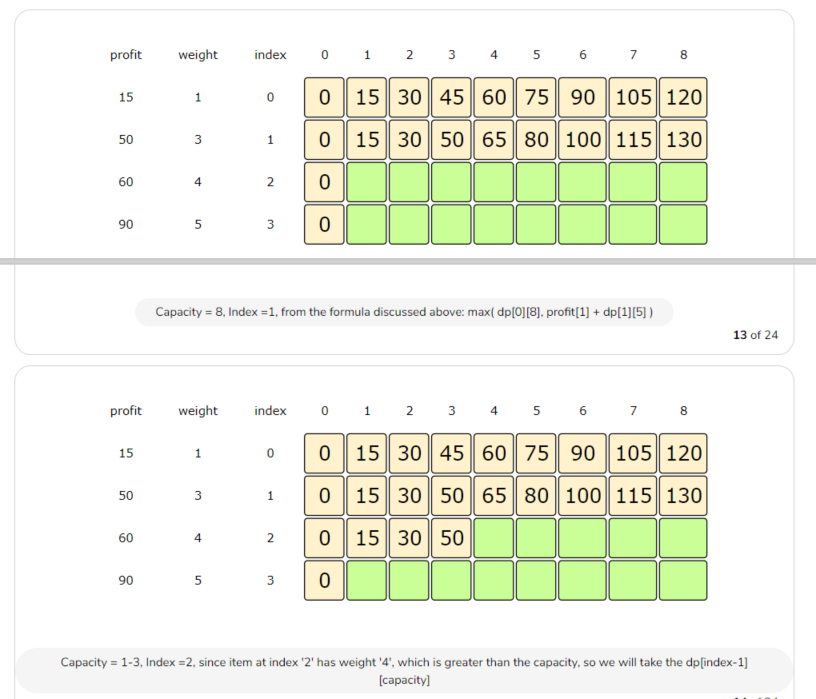 profit weight index 0 1 2 3 4 5 6 7 8
15 1 0 0 15 30 45 60 75 90 105 120
50 3 1 0 15 30 50 65 80 100 115 130
60 4 2 0
90 5 3 0
Capacity = 8, Index =1, from the formula discussed above: max( dp[0][8], profit[1] + dp[1][5] )
13 of 24
profit weight index 0 1 2 3 4 5 6 7 8
15 1 0 0 15 30 45 60 75 90 105 120
50 3 1 0 15 30 50 65 80 100 115 130
60 4 2 0 15 30 50
90 5 3 0
Capacity = 1-3, Index =2, since item at index '2' has weight '4', which is greater than the capacity, so we will take the dp[index-1]
[capacity]